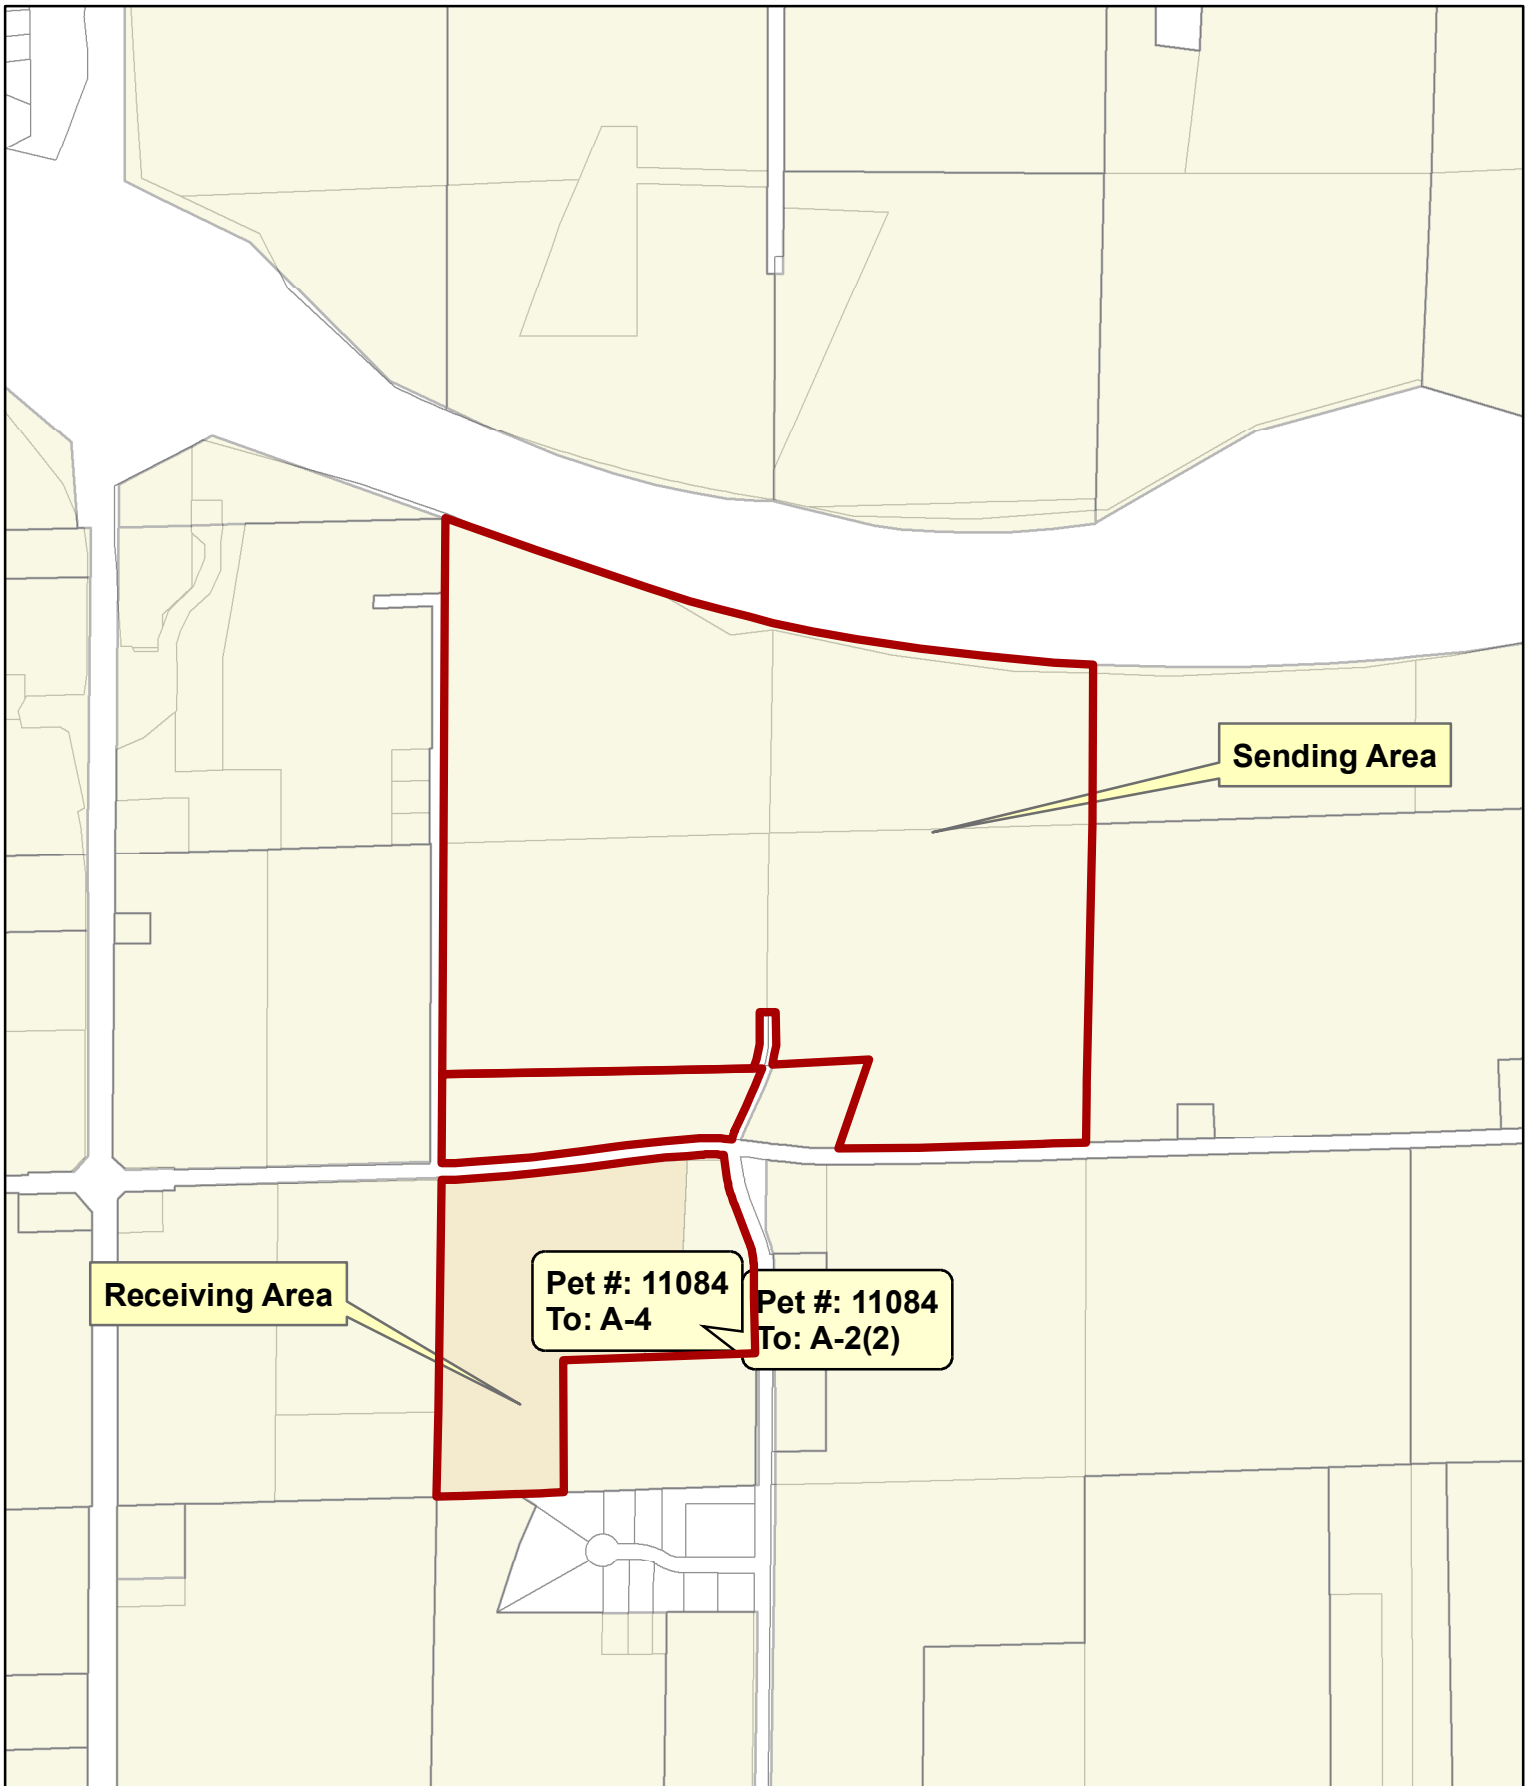 Sending Area
Receiving Area
Pet #: 11084
To: A-4
Pet #: 11084
To: A-2(2)